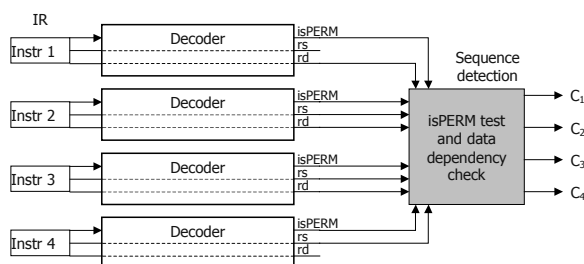 IR
Instr 1
Decoder
isPERM
rs
rd
Instr 2
Decoder
isPERM
rs
rd
Instr 3
Decoder
isPERM
rs
rd
Instr 4
Decoder
isPERM
rs
rd
Sequence
detection
isPERM test
and data
dependency
check
C₁
C₂
C₃
C₄